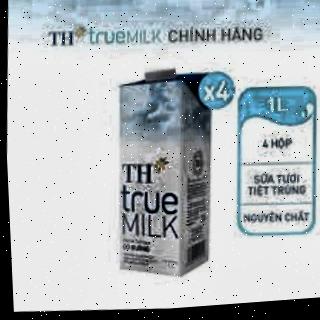 TH true MILK CHÍNH HÃNG
x4
1L
4 HỘP
SỮA TƯƠI
TIỆT TRÙNG
NGUYÊN CHẤT
TH
true
MILK